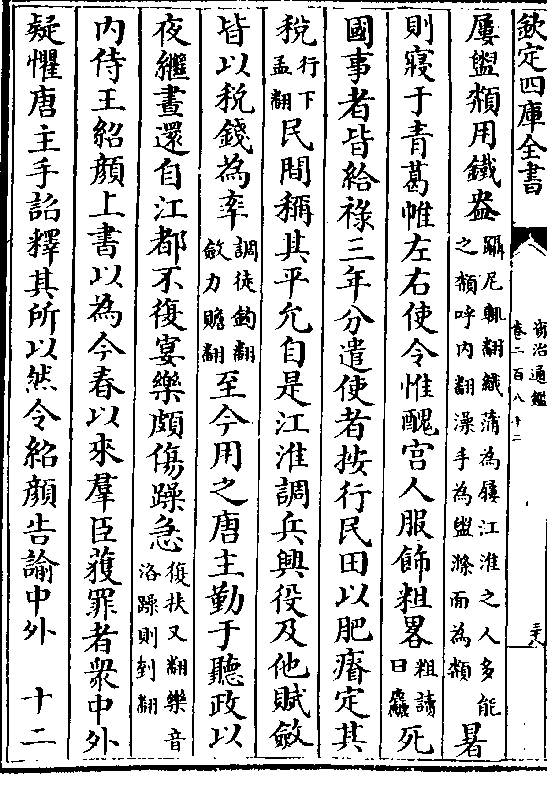 欽定四庫全書
資治通鑑
卷二百八十二
屨盥頮用鐵盎
躡尼輒翻織蒲為屨江淮之人多能
之頮呼內翻澡手為盥滌面為頮
暑
則寢于青葛帷左右使令惟醜宫人服飾粗畧
粗讀
曰麤
死
國事者皆給祿三年分遣使者按行民田以肥瘠定其
税
行下
孟翻
民間稱其平允自是江淮調兵興役及他賦斂
皆以税錢為率
調徒釣翻
斂力贍翻
至今用之唐主勤于聽政以
夜繼晝還自江都不復宴樂頗傷躁急
復扶又翻樂音
洛躁則到翻
内侍王紹顔上書以為今春以來羣臣獲罪者衆中外
疑懼唐主手詔釋其所以然令紹顔告諭中外
十二